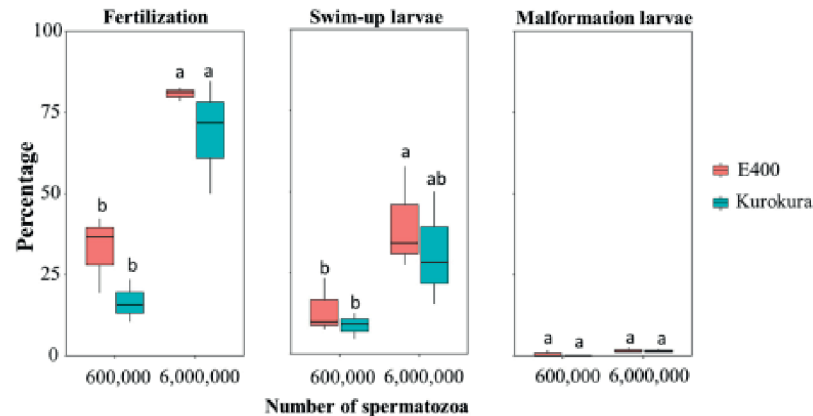 Fertilization Swim-up larvae Malformation larvae
100
a a
75
a
ab
E400
Percentage
50
Kurokura
b
b
25
b b
a a
a a
0
600,000 6,000,000 600,000 6,000,000 600,000 6,000,000
Number of spermatozoa